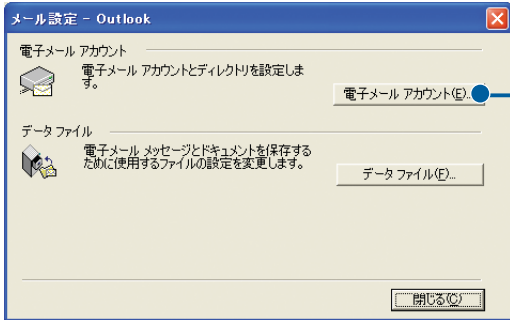 メール設定 - Outlook
電子メール アカウント
電子メール アカウントとディレクトリを設定しま
す。
電子メール アカウント(E)...
データ ファイル
電子メール メッセージとドキュメントを保存する
ために使用するファイルの設定を変更します。
データ ファイル(F)...
閉じる(C)